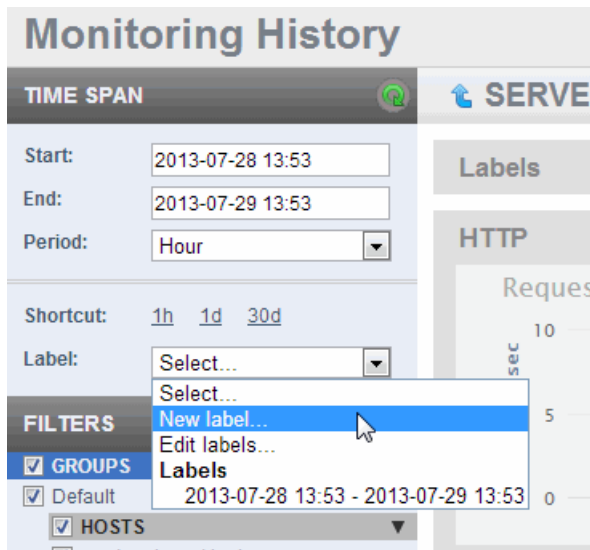 Monitoring History
TIME SPAN
SERVE
Start: 2013-07-28 13:53
End: 2013-07-29 13:53
Period: Hour
Labels
HTTP
Reques
10
sec
5
0
Shortcut: 1h 1d 30d
Label: Select...
Select...
New label...
Edit labels...
Labels
2013-07-28 13:53 - 2013-07-29 13:53
FILTERS
GROUPS
Default
HOSTS